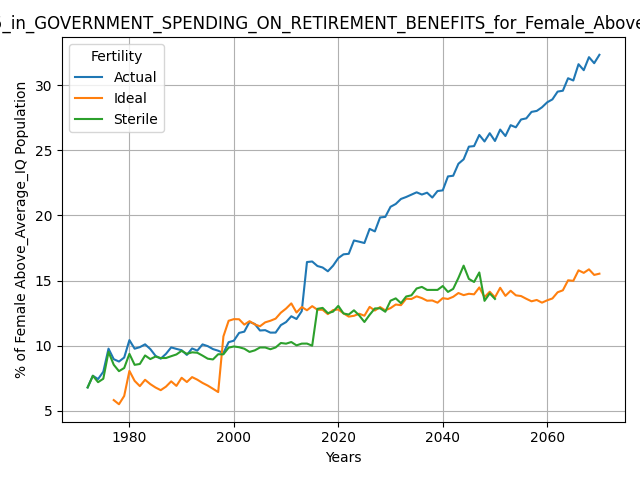 _in_GOVERNMENT_SPENDING_ON_RETIREMENT_BENEFITS_for_Female_Above
Fertility
Actual
Ideal
Sterile
% of Female Above_Average_IQ Population
30
25
20
15
10
5
1980 2000 2020 2040 2060
Years